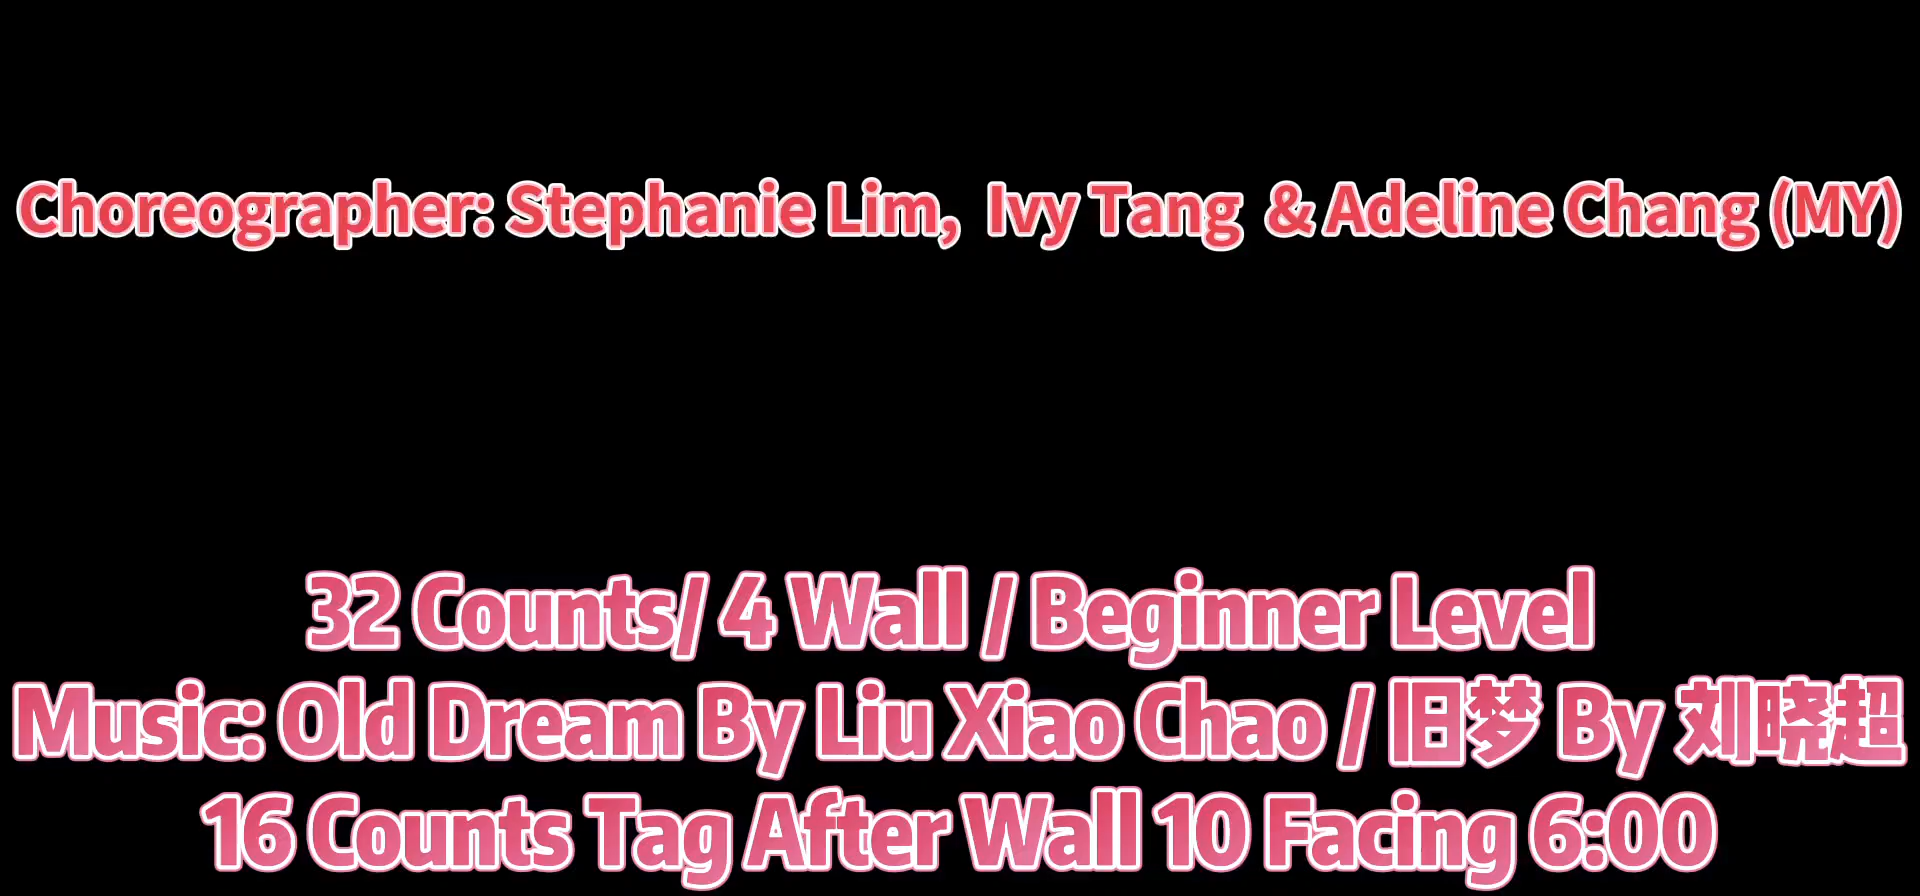 Choreographer: Stephanie Lim,  Ivy Tang  & Adeline Chang (MY)
32 Counts/ 4 Wall / Beginner Level
Music: Old Dream By Liu Xiao Chao / 旧梦 By 刘晓超
16 Counts Tag After Wall 10 Facing 6:00